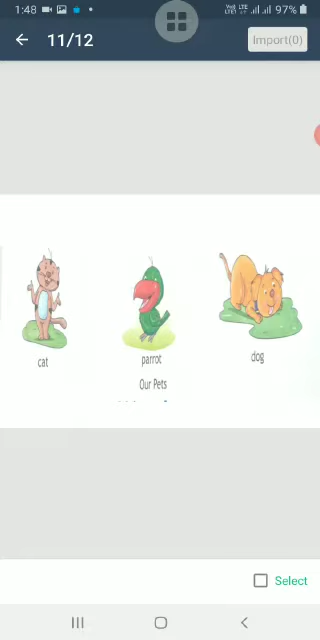 1:48 97%
11/12 Import(0)
cat parrot dog
Our Pets
Select